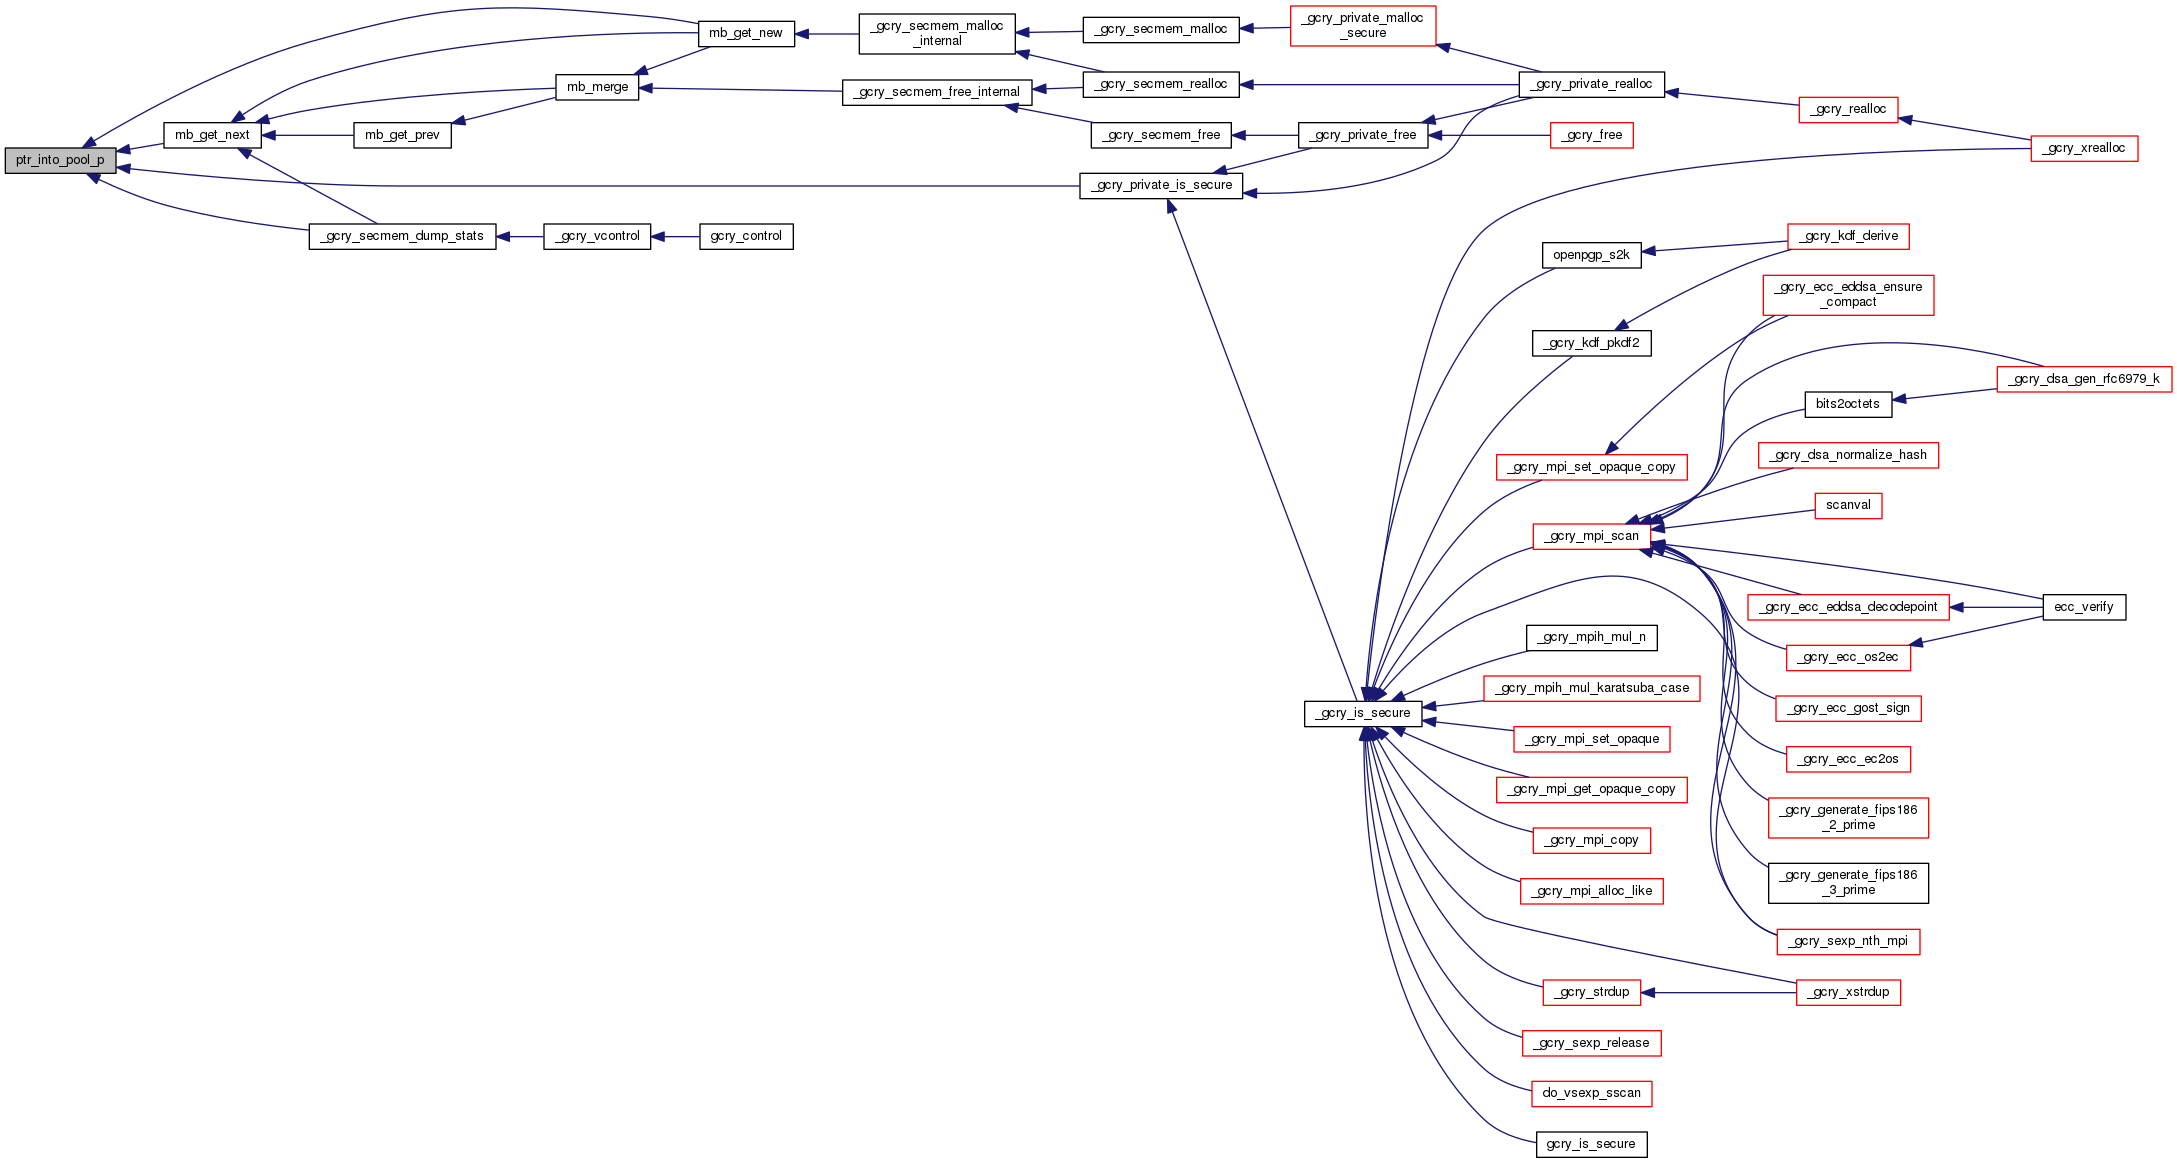 ptr_into_pool_p
mb_get_next
_gcry_secmem_dump_stats
mb_get_prev
_gcry_vcontrol
gcry_control
mb_merge
mb_get_new
_gcry_secmem_malloc
_internal
_gcry_secmem_free_internal
_gcry_secmem_malloc
_gcry_secmem_realloc
_gcry_secmem_free
_gcry_private_is_secure
_gcry_private_malloc
_secure
_gcry_private_free
_gcry_private_realloc
_gcry_free
_gcry_realloc
_gcry_xrealloc
_gcry_is_secure
openpgp_s2k
_gcry_kdf_pkdf2
_gcry_mpi_set_opaque_copy
_gcry_mpi_scan
_gcry_mpih_mul_n
_gcry_mpih_mul_karatsuba_case
_gcry_mpi_set_opaque
_gcry_mpi_get_opaque_copy
_gcry_mpi_copy
_gcry_mpi_alloc_like
_gcry_strdup
_gcry_sexp_release
do_vsexp_sscan
gcry_is_secure
_gcry_kdf_derive
_gcry_ecc_eddsa_ensure
_compact
bits2octets
_gcry_dsa_gen_rfc6979_k
_gcry_dsa_normalize_hash
scanval
_gcry_ecc_eddsa_decodepoint
ecc_verify
_gcry_ecc_os2ec
_gcry_ecc_gost_sign
_gcry_ecc_ec2os
_gcry_generate_fips186
_2_prime
_gcry_generate_fips186
_3_prime
_gcry_sexp_nth_mpi
_gcry_xstrdup